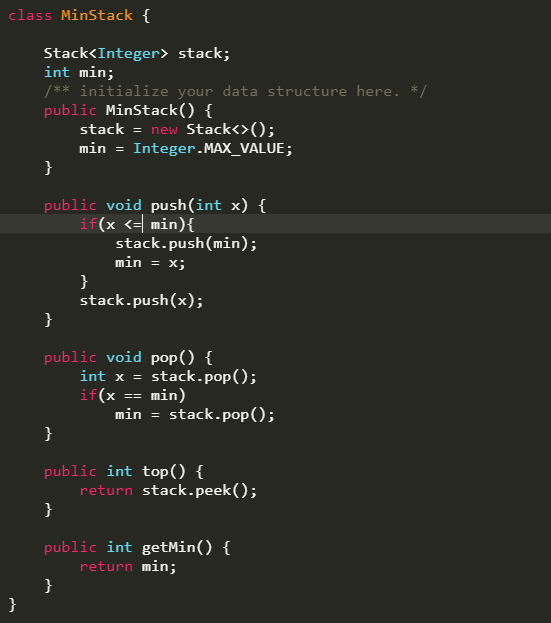 class MinStack {
    Stack<Integer> stack;
    int min;
    /** initialize your data structure here. */
    public MinStack() {
        stack = new Stack<>();
        min = Integer.MAX_VALUE;
    }
    public void push(int x) {
        if(x <= min){
            stack.push(min);
            min = x;
        }
        stack.push(x);
    }
    public void pop() {
        int x = stack.pop();
        if(x == min)
            min = stack.pop();
    }
    public int top() {
        return stack.peek();
    }
    public int getMin() {
        return min;
    }
}